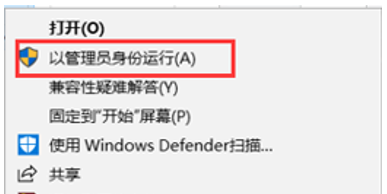 打开(O)
以管理员身份运行(A)
兼容性疑难解答(Y)
固定到"开始"屏幕(P)
使用 Windows Defender扫描...
共享